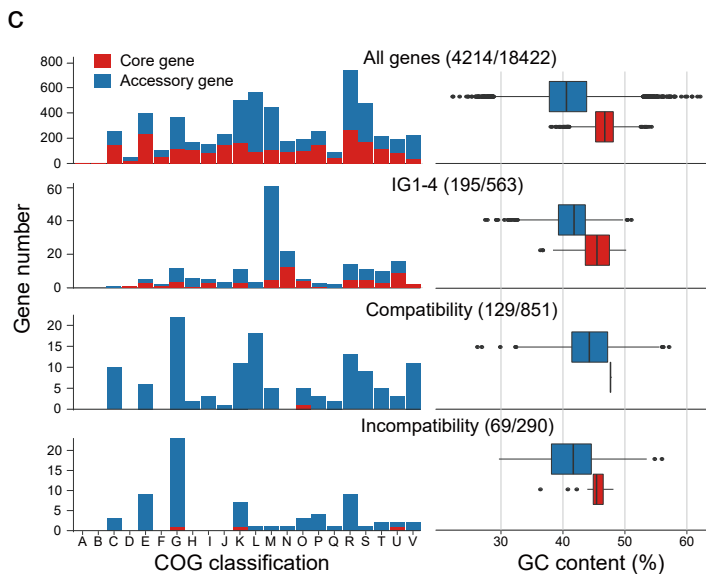 C
Core gene
Accessory gene
All genes (4214/18422)
800
600
400
200
0
IG1-4 (195/563)
60
40
20
0
Gene number
Compatibility (129/851)
20
15
10
5
0
Incompatibility (69/290)
20
15
10
5
0
A B C D E F G H I J K L M N O P Q R S T U V
COG classification
30 40 50 60
GC content (%)